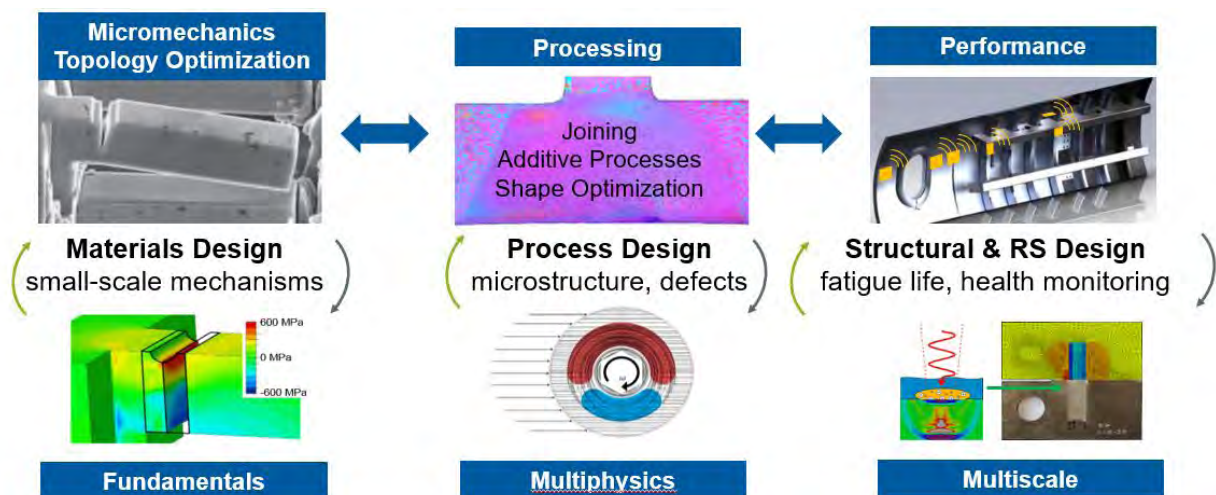 Micromechanics
Topology Optimization
Processing
Performance
Joining
Additive Processes
Shape Optimization
Materials Design
small-scale mechanisms
Process Design
microstructure, defects
Structural & RS Design
fatigue life, health monitoring
600 MPa
0 MPa
-600 MPa
Fundamentals
Multiphysics
Multiscale